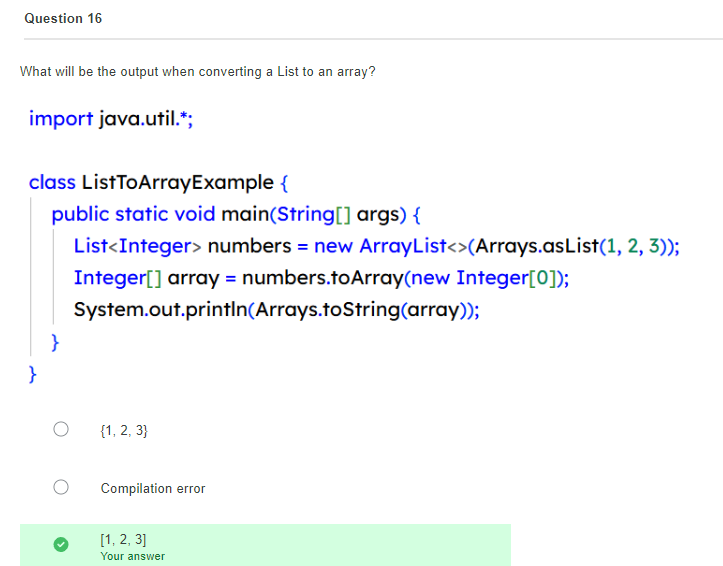 Question 16
What will be the output when converting a List to an array?
import java.util.*;
class ListToArrayExample {
public static void main(String[] args) {
List<Integer> numbers = new ArrayList<>(Arrays.asList(1, 2, 3));
Integer[] array = numbers.toArray(new Integer[0]);
System.out.println(Arrays.toString(array));
}
}
{1, 2, 3}
Compilation error
[1, 2, 3]
Your answer